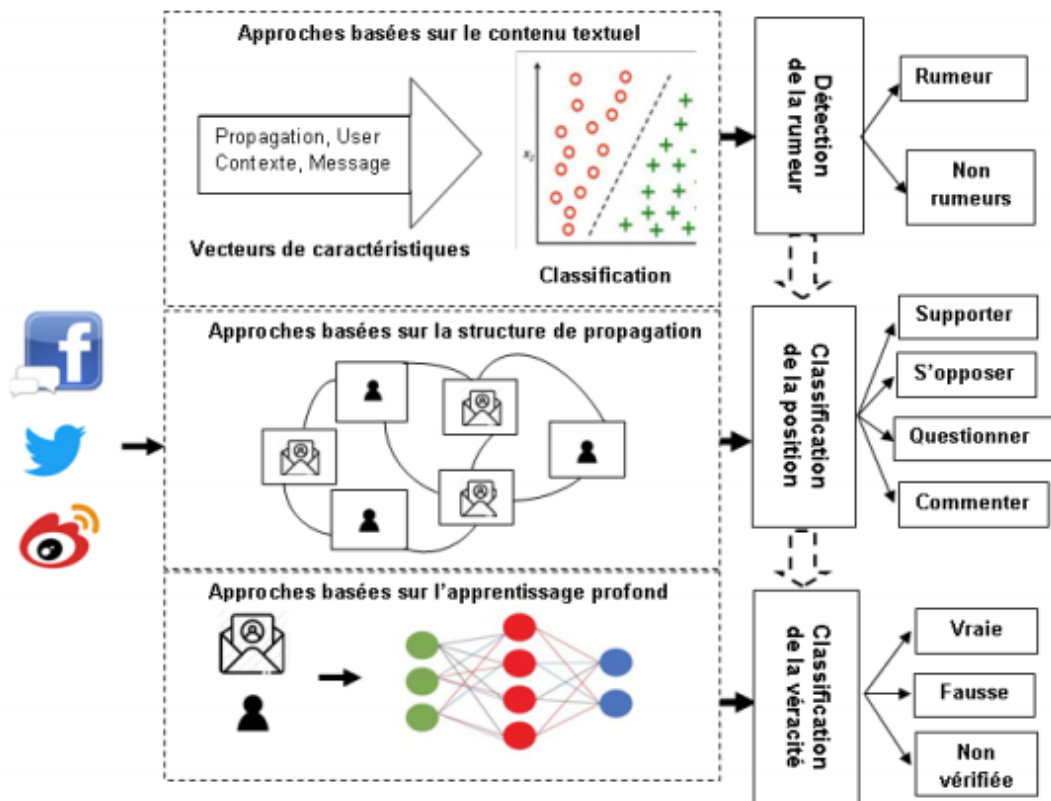 Approches basées sur le contenu textuel
Propagation, User
Contexte, Message
Vecteurs de caractéristiques
x₂
Classification
Détection
de la rumeur
Rumeur
Non
rumeurs
Approches basées sur la structure de propagation
Classification
de la position
Supporter
S'opposer
Questionner
Commenter
Approches basées sur l'apprentissage profond
Classification
de la véracité
Vraie
Fausse
Non
vérifiée